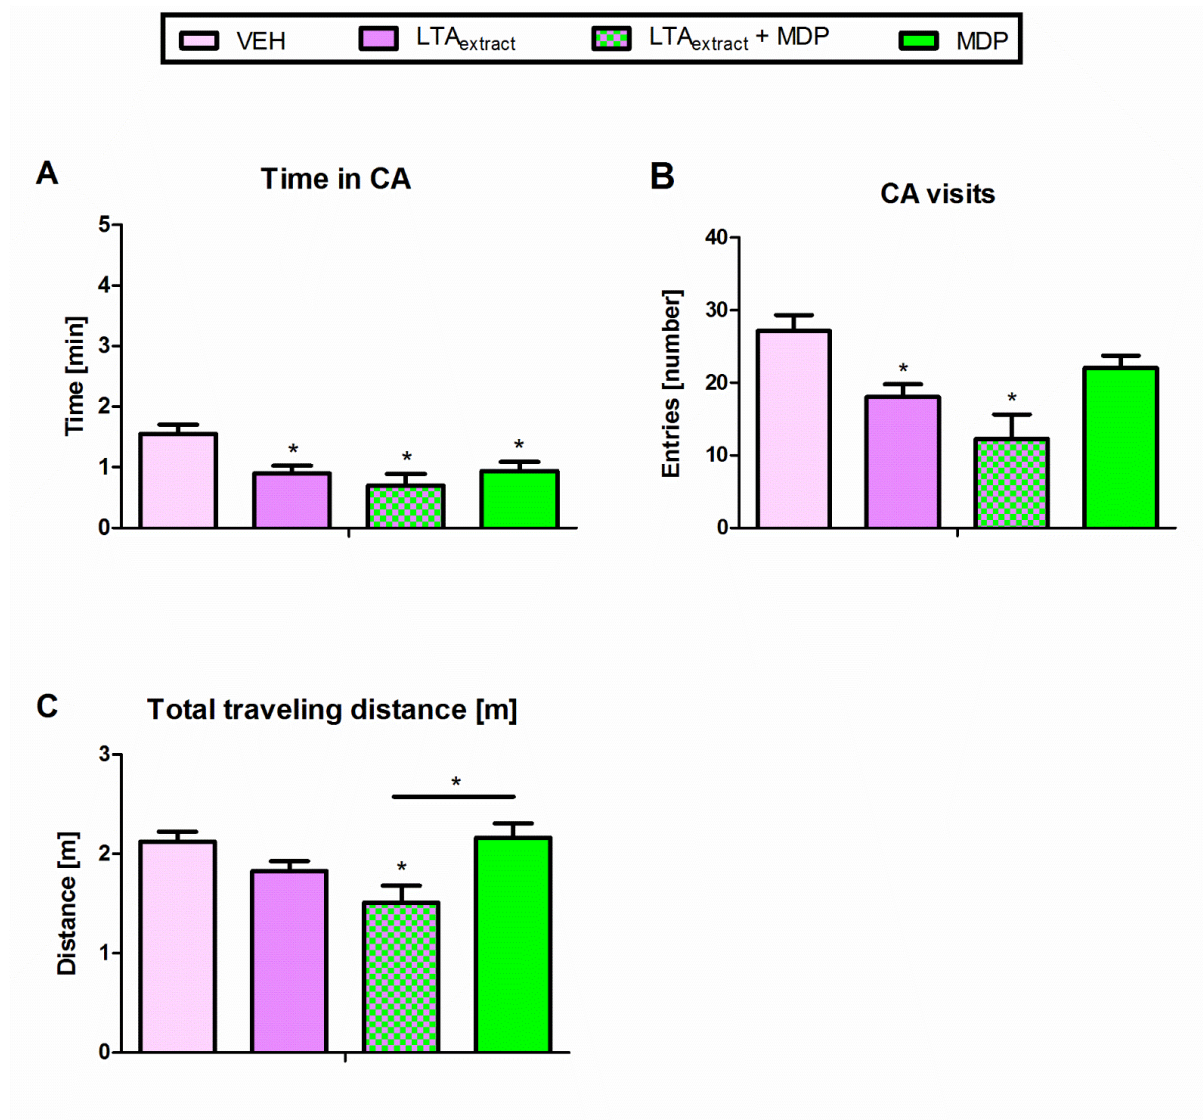 VEH LTAextract LTAextract + MDP MDP
A Time in CA
5
4
3
2
1
0
Time [min]
* * *
B CA visits
40
30
20
10
0
Entries [number]
* *
C Total traveling distance [m]
3
2
1
0
Distance [m]
*
*